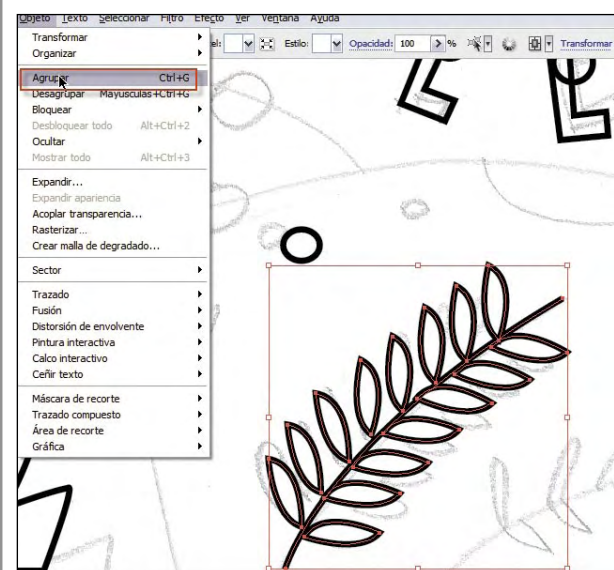 Objeto Texto Seleccionar Filtro Efecto Ver Ventana Ayuda
Estilo: Opacidad: 100 % Transformar
Transformar
Organizar
Agrupar Ctrl+G
Desagrupar Mayúsculas+Ctrl+G
Bloquear
Desbloquear todo Alt+Ctrl+2
Ocultar
Mostrar todo Alt+Ctrl+3
Expandir...
Expandir apariencia
Acoplar transparencia...
Rasterizar...
Crear malla de degradado...
Sector
Trazado
Fusión
Distorsión de envolvente
Pintura interactiva
Calco interactivo
Ceñir texto
Máscara de recorte
Trazado compuesto
Área de recorte
Gráfica